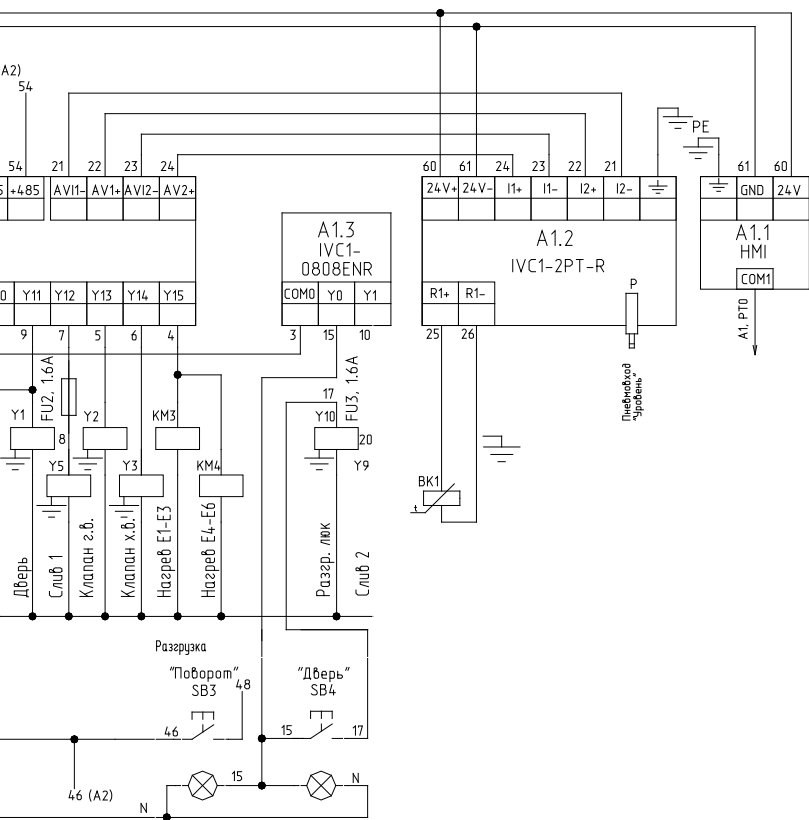 A2)
54
54 21 22 23 24
60 61 24 23 22 21
PE
61 60
+485 AVI1- AV1+ AVI2- AV2+
24V+ 24V- I1+ I1- I2+ I2-
GND 24V
A1.3
IVC1-
0808ENR
A1.2
IVC1-2PT-R
A1.1
HMI
COM1
0 Y11 Y12 Y13 Y14 Y15
COM0 Y0 Y1
R1+ R1-
P
9 7 5 6 4
3 15 10
25 26
A1. PT0
FU2, 1.6A
FU3, 1.6A
Пневмовход
"Уровень"
17
Y1 Y2 KM3 Y10
8 20
Y5 Y3 KM4 Y9
BK1
t
Дверь
Слив 1
Клапан г.в.
Клапан х.в.
Нагрев E1-E3
Нагрев E4-E6
Разгр. люк
Слив 2
Разгрузка
"Поворот"
SB3
48
"Дверь"
SB4
46 15 17
15 N
46 (A2)
N